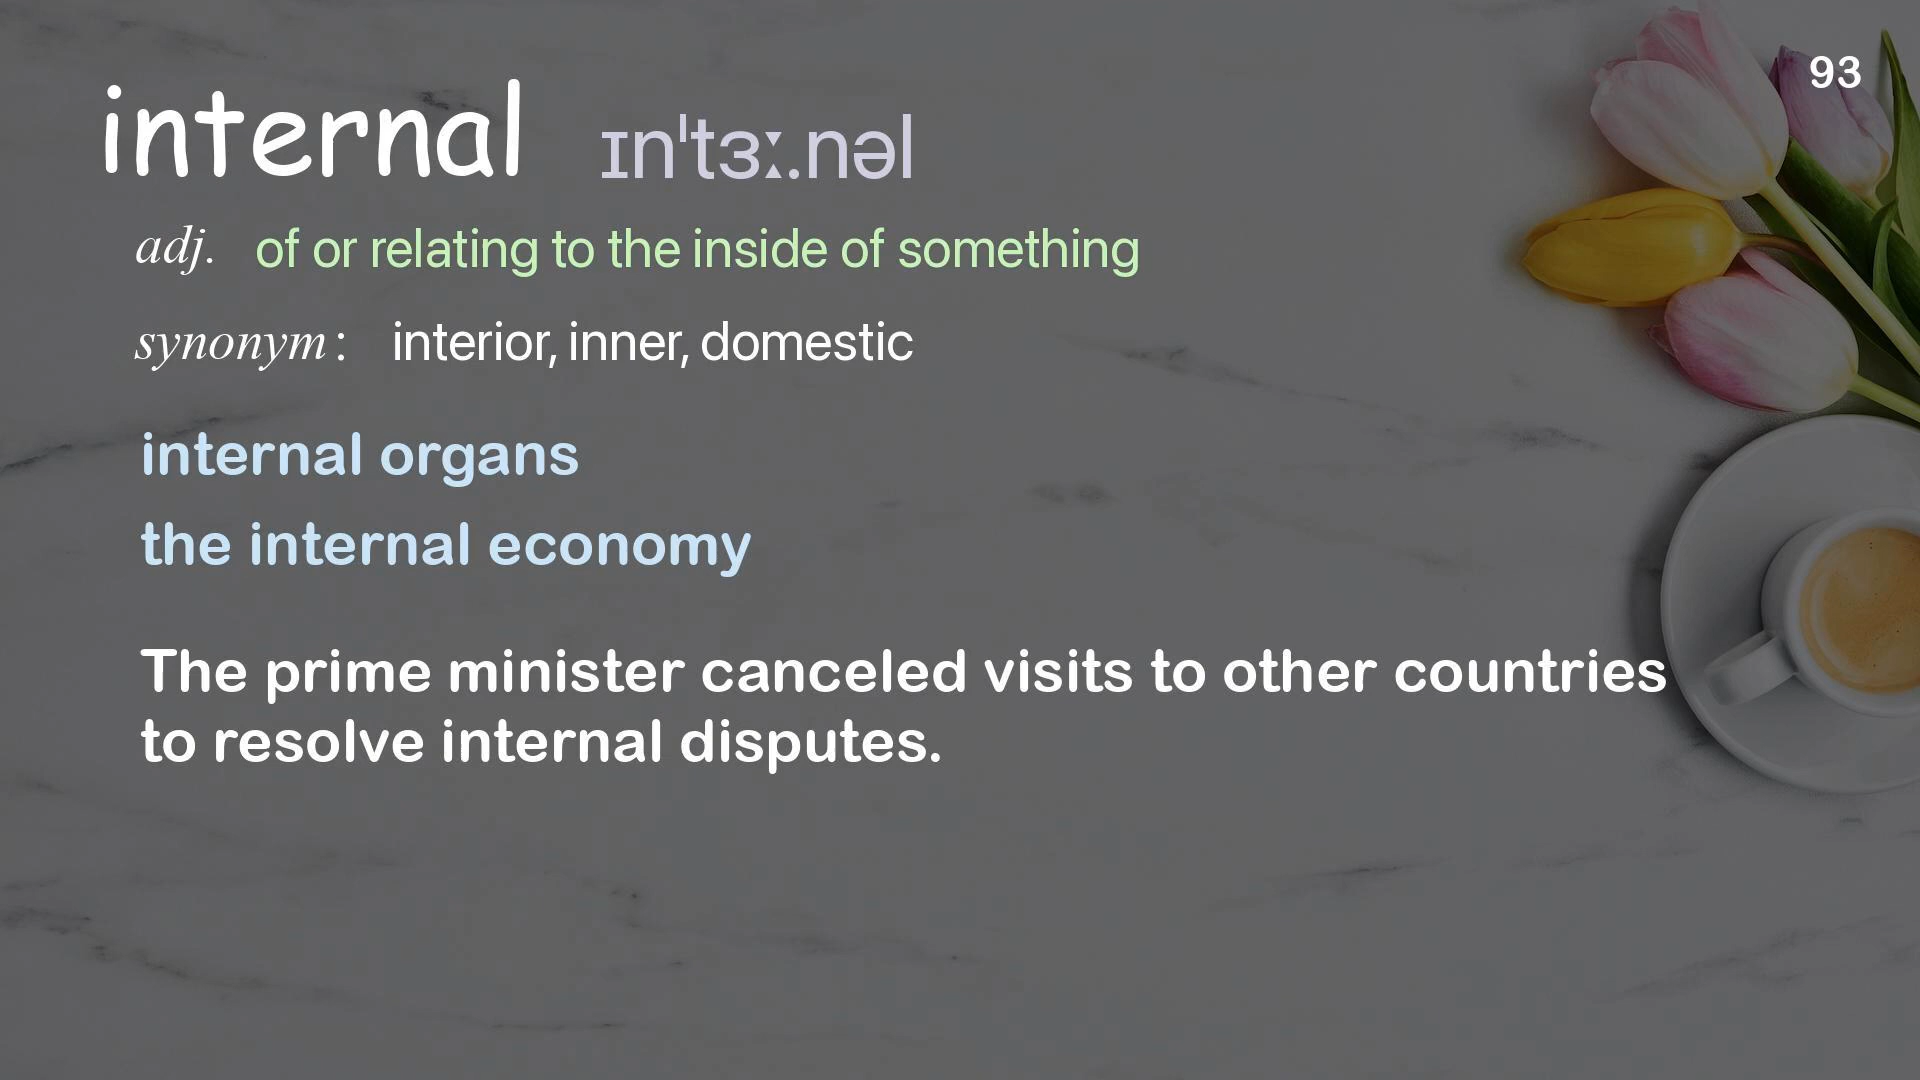 93
internal ɪnˈtɜː.nəl
adj. of or relating to the inside of something
synonym: interior, inner, domestic
internal organs
the internal economy
The prime minister canceled visits to other countries
to resolve internal disputes.